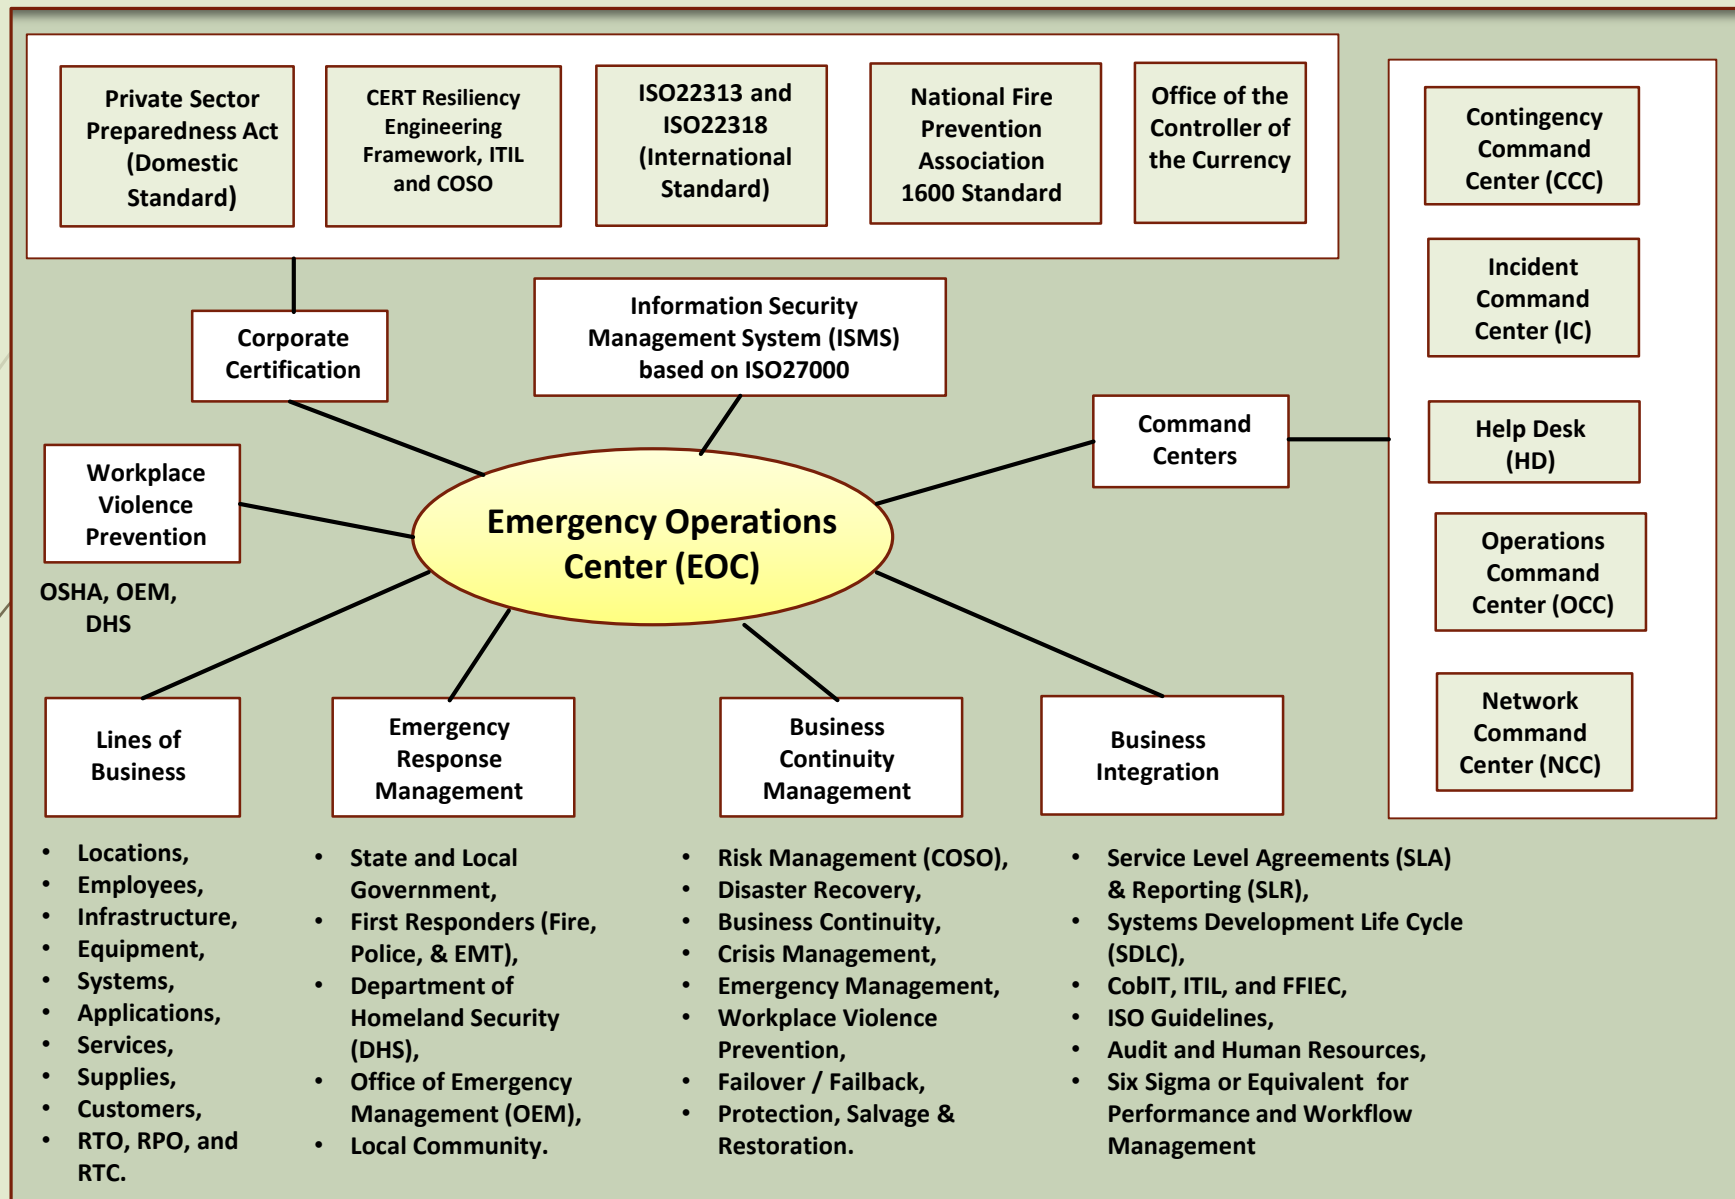 Private Sector
Preparedness Act
(Domestic
Standard)
CERT Resiliency
Engineering
Framework, ITIL
and COSO
ISO22313 and
ISO22318
(International
Standard)
National Fire
Prevention
Association
1600 Standard
Office of the
Controller of
the Currency
Contingency
Command
Center (CCC)
Incident
Command
Center (IC)
Help Desk
(HD)
Operations
Command
Center (OCC)
Network
Command
Center (NCC)
Corporate
Certification
Information Security
Management System (ISMS)
based on ISO27000
Command
Centers
Workplace
Violence
Prevention
OSHA, OEM,
DHS
Emergency Operations
Center (EOC)
Lines of
Business
Emergency
Response
Management
Business
Continuity
Management
Business
Integration
• Locations,
• Employees,
• Infrastructure,
• Equipment,
• Systems,
• Applications,
• Services,
• Supplies,
• Customers,
• RTO, RPO, and
RTC.
• State and Local
Government,
• First Responders (Fire,
Police, & EMT),
• Department of
Homeland Security
(DHS),
• Office of Emergency
Management (OEM),
• Local Community.
• Risk Management (COSO),
• Disaster Recovery,
• Business Continuity,
• Crisis Management,
• Emergency Management,
• Workplace Violence
Prevention,
• Failover / Failback,
• Protection, Salvage &
Restoration.
• Service Level Agreements (SLA)
& Reporting (SLR),
• Systems Development Life Cycle
(SDLC),
• CobIT, ITIL, and FFIEC,
• ISO Guidelines,
• Audit and Human Resources,
• Six Sigma or Equivalent for
Performance and Workflow
Management